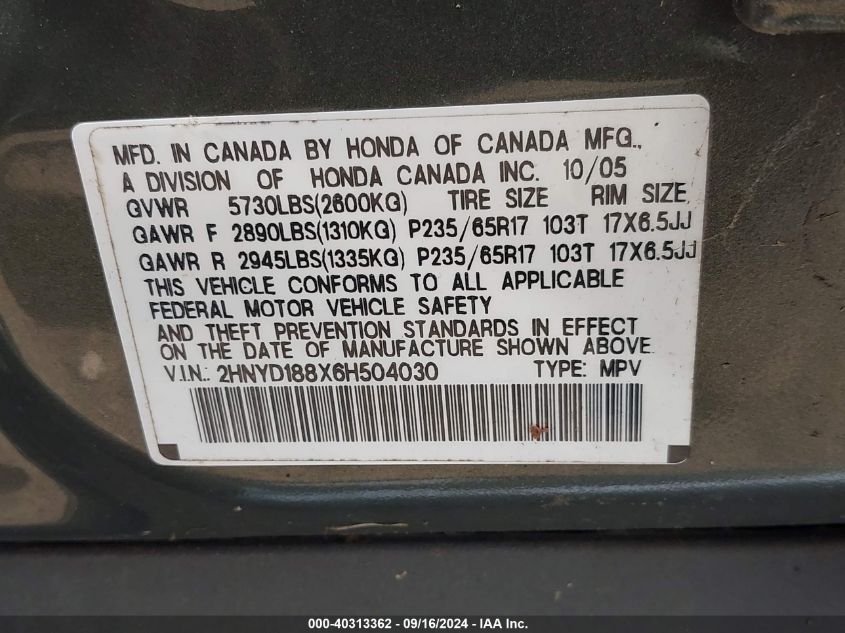 MFD. IN CANADA BY HONDA OF CANADA MFG.,
A DIVISION OF HONDA CANADA INC. 10/05
GVWR 5730LBS(2600KG) TIRE SIZE RIM SIZE
GAWR F 2890LBS(1310KG) P235/65R17 103T 17X6.5JJ
GAWR R 2945LBS(1335KG) P235/65R17 103T 17X6.5JJ
THIS VEHICLE CONFORMS TO ALL APPLICABLE
FEDERAL MOTOR VEHICLE SAFETY
AND THEFT PREVENTION STANDARDS IN EFFECT
ON THE DATE OF MANUFACTURE SHOWN ABOVE.
V.I.N.: 2HNYD188X6H504030 TYPE: MPV
000-40313362 - 09/16/2024 - IAA Inc.